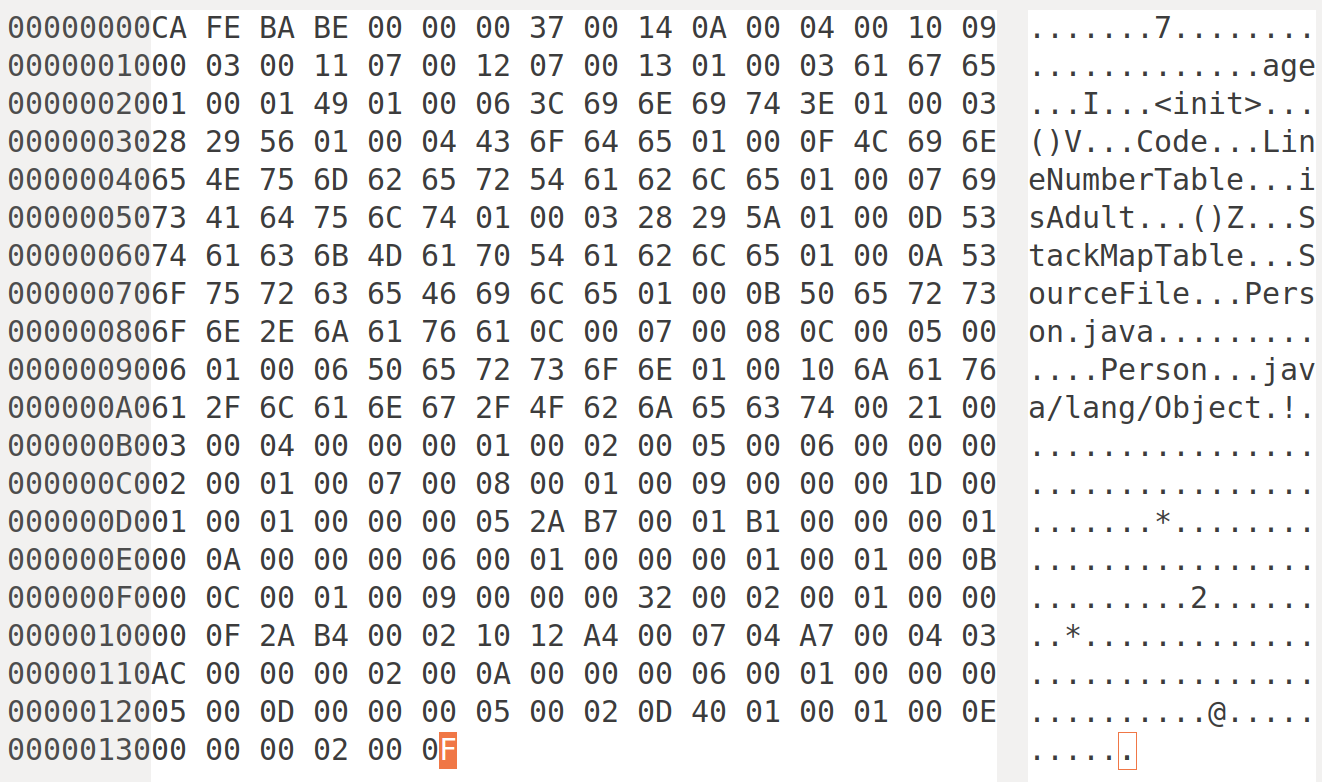 00000000CA FE BA BE 00 00 00 37 00 14 0A 00 04 00 10 09 .......7........
0000001000 03 00 11 07 00 12 07 00 13 01 00 03 61 67 65 .............age
0000002001 00 01 49 01 00 06 3C 69 6E 69 74 3E 01 00 03 ...I...<init>...
0000003028 29 56 01 00 04 43 6F 64 65 01 00 0F 4C 69 6E ()V...Code...Lin
0000004065 4E 75 6D 62 65 72 54 61 62 6C 65 01 00 07 69 eNumberTable...i
0000005073 41 64 75 6C 74 01 00 03 28 29 5A 01 00 0D 53 sAdult...()Z...S
0000006074 61 63 6B 4D 61 70 54 61 62 6C 65 01 00 0A 53 tackMapTable...S
000000706F 75 72 63 65 46 69 6C 65 01 00 0B 50 65 72 73 ourceFile...Pers
000000806F 6E 2E 6A 61 76 61 0C 00 07 00 08 0C 00 05 00 on.java.........
0000009006 01 00 06 50 65 72 73 6F 6E 01 00 10 6A 61 76 ....Person...jav
000000A061 2F 6C 61 6E 67 2F 4F 62 6A 65 63 74 00 21 00 a/lang/Object.!.
000000B003 00 04 00 00 00 01 00 02 00 05 00 06 00 00 00 ................
000000C002 00 01 00 07 00 08 00 01 00 09 00 00 00 1D 00 ................
000000D001 00 01 00 00 00 05 2A B7 00 01 B1 00 00 00 01 .......*........
000000E000 0A 00 00 00 06 00 01 00 00 00 01 00 01 00 0B ................
000000F000 0C 00 01 00 09 00 00 00 32 00 02 00 01 00 00 .........2......
0000010000 0F 2A B4 00 02 10 12 A4 00 07 04 A7 00 04 03 ..*.............
00000110AC 00 00 00 02 00 0A 00 00 00 06 00 01 00 00 00 ................
0000012005 00 0D 00 00 00 05 00 02 0D 40 01 00 01 00 0E ..........@.....
0000013000 00 00 02 00 0F ......